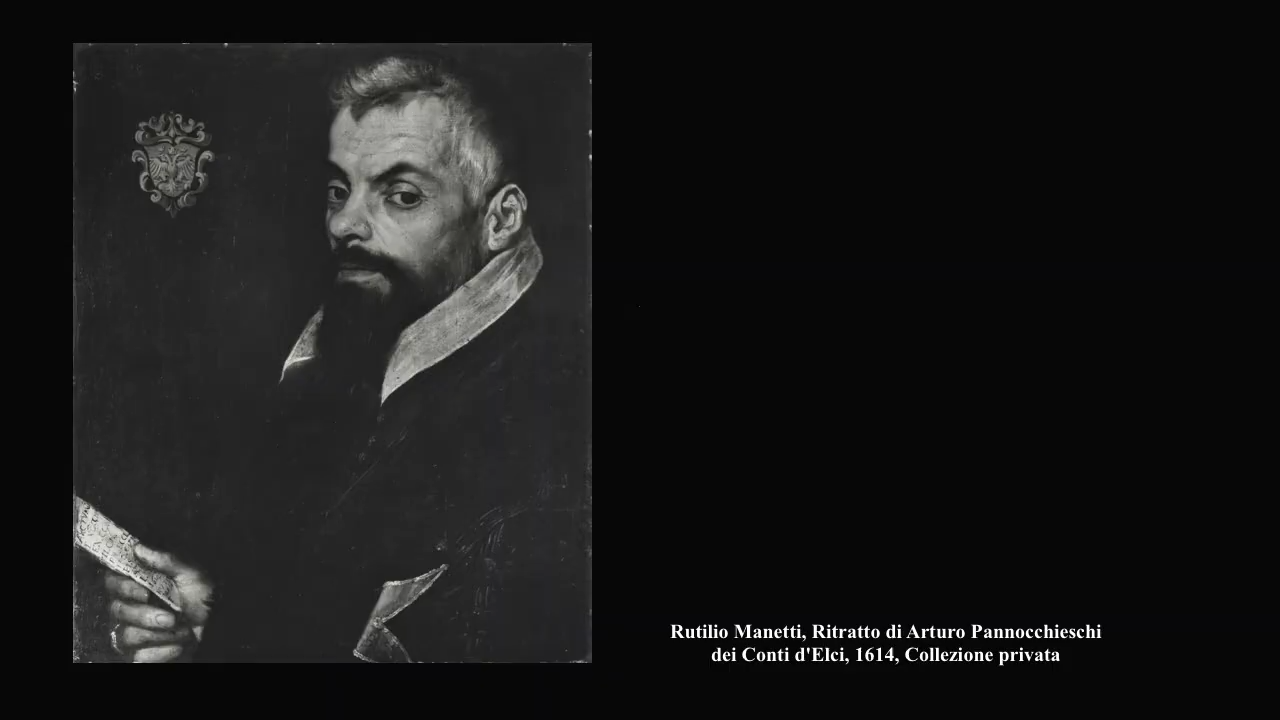 Rutilio Manetti, Ritratto di Arturo Pannocchieschi
dei Conti d'Elci, 1614, Collezione privata